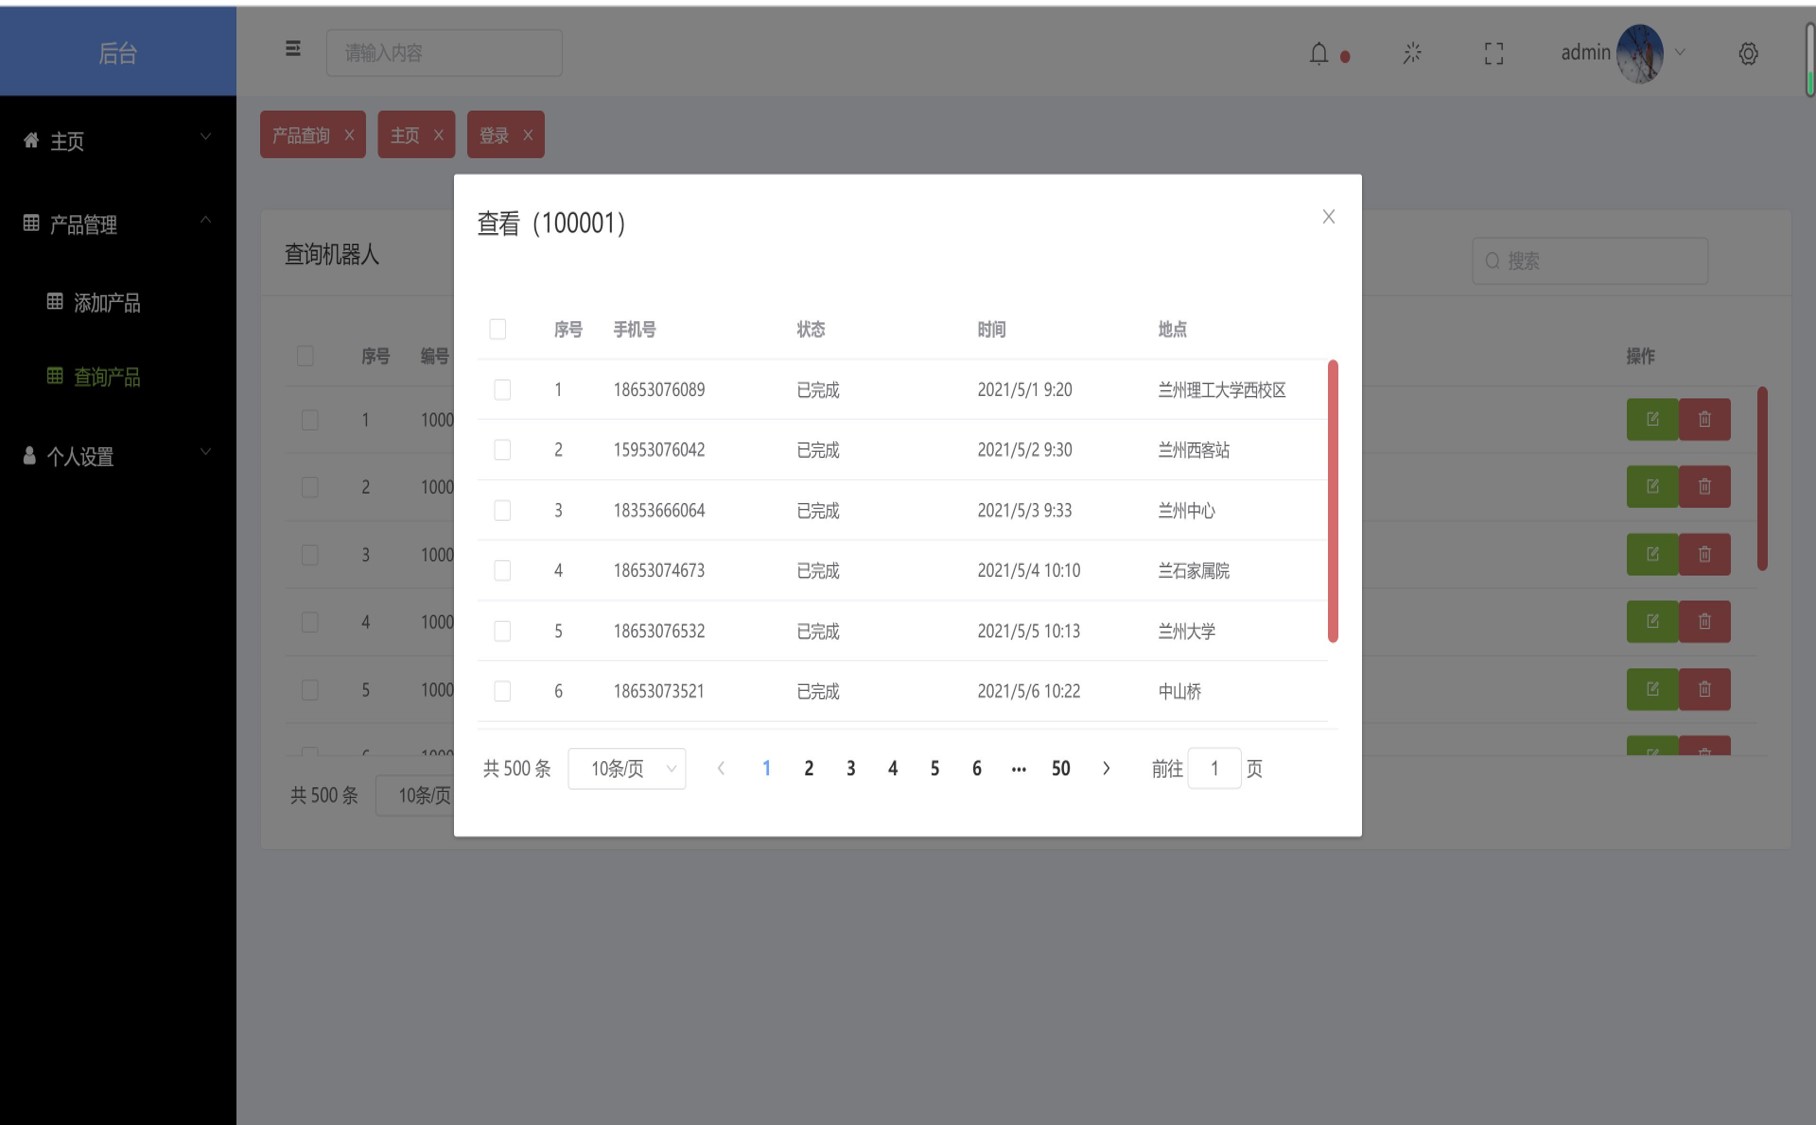 后台
请输入内容
admin
主页
产品管理
添加产品
查询产品
个人设置
产品查询 × 主页 × 登录 ×
查询机器人
搜索
序号 编号 操作
1 1000
2 1000
3 1000
4 1000
5 1000
共 500 条 10条/页
查看（100001）
序号 手机号 状态 时间 地点
1 18653076089 已完成 2021/5/1 9:20 兰州理工大学西校区
2 15953076042 已完成 2021/5/2 9:30 兰州西客站
3 18353666064 已完成 2021/5/3 9:33 兰州中心
4 18653074673 已完成 2021/5/4 10:10 兰石家属院
5 18653076532 已完成 2021/5/5 10:13 兰州大学
6 18653073521 已完成 2021/5/6 10:22 中山桥
共 500 条 10条/页 1 2 3 4 5 6 ··· 50 前往 1 页